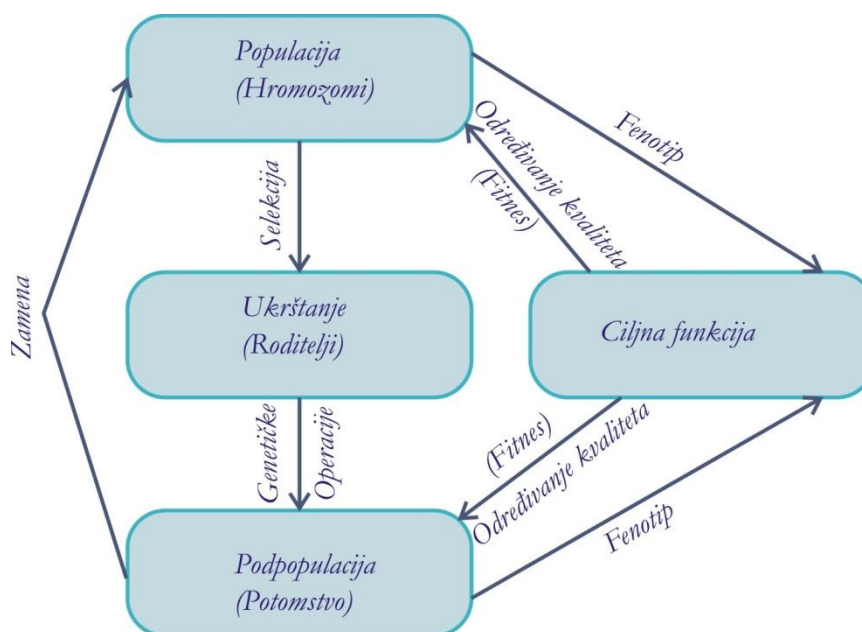 Populacija
(Hromozomi)
Fenotip
Određivanje kvaliteta
(Fitnes)
Selekcija
Zamena
Ukrštanje
(Roditelji)
Ciljna funkcija
Genetičke
Operacije
(Fitnes)
Određivanje kvaliteta
Fenotip
Podpopulacija
(Potomstvo)